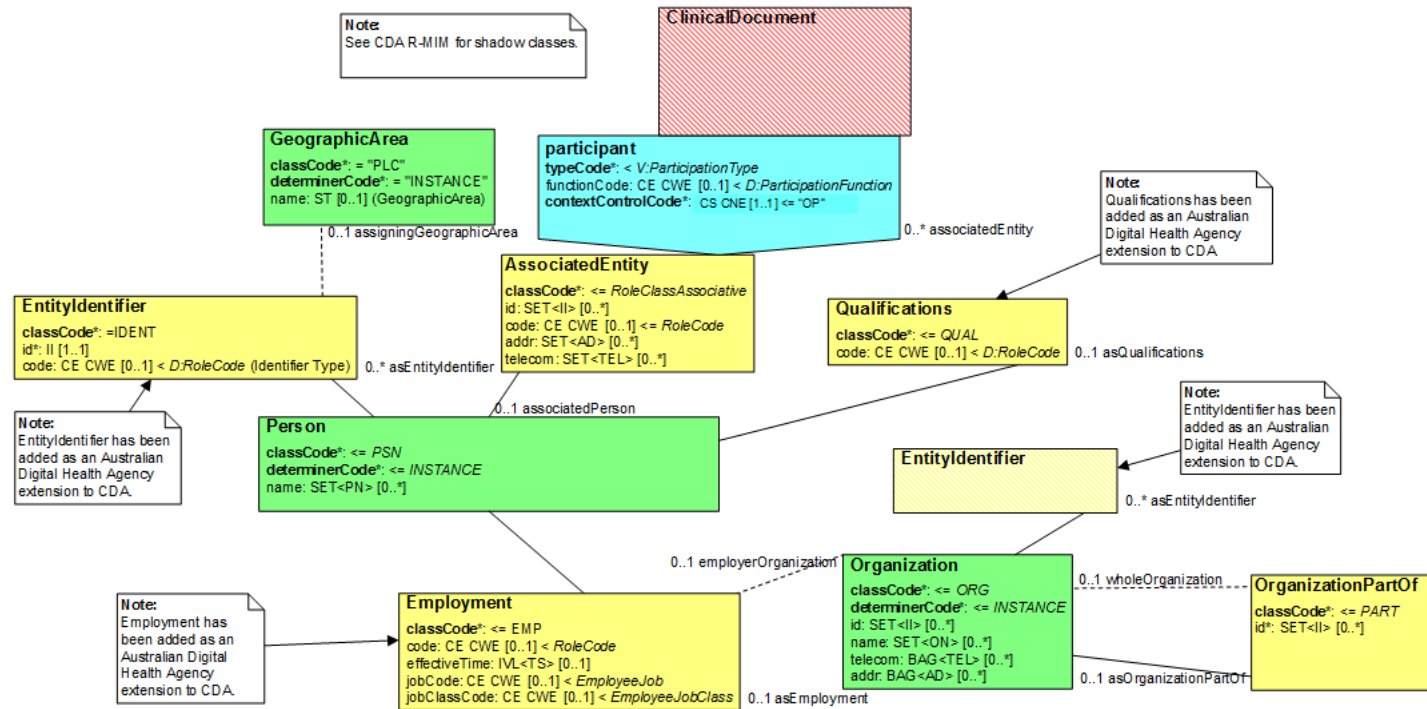 Note:
See CDA R-MIM for shadow classes.
ClinicalDocument
GeographicArea
classCode*: = "PLC"
determinerCode*: = "INSTANCE"
name: ST [0..1] (GeographicArea)
0..1 assigningGeographicArea
participant
typeCode*: < V:ParticipationType
functionCode: CE CWE [0..1] < D:ParticipationFunction
contextControlCode*: CS CNE [1..1] <= "OP"
0..* associatedEntity
Note:
Qualifications has been
added as an Australian
Digital Health Agency
extension to CDA.
EntityIdentifier
classCode*: =IDENT
id*: II [1..1]
code: CE CWE [0..1] < D:RoleCode (Identifier Type)
0..* asEntityIdentifier
AssociatedEntity
classCode*: <= RoleClassAssociative
id: SET<II> [0..*]
code: CE CWE [0..1] <= RoleCode
addr: SET<AD> [0..*]
telecom: SET<TEL> [0..*]
Qualifications
classCode*: <= QUAL
code: CE CWE [0..1] < D:RoleCode
0..1 asQualifications
Note:
EntityIdentifier has been
added as an Australian
Digital Health Agency
extension to CDA.
0..1 associatedPerson
Person
classCode*: <= PSN
determinerCode*: <= INSTANCE
name: SET<PN> [0..*]
Note:
EntityIdentifier has been
added as an Australian
Digital Health Agency
extension to CDA.
EntityIdentifier
0..* asEntityIdentifier
Note:
Employment has
been added as an
Australian Digital
Health Agency
extension to CDA.
Employment
classCode*: <= EMP
code: CE CWE [0..1] < RoleCode
effectiveTime: IVL<TS> [0..1]
jobCode: CE CWE [0..1] < EmployeeJob
jobClassCode: CE CWE [0..1] < EmployeeJobClass
0..1 asEmployment
0..1 employerOrganization
Organization
classCode*: <= ORG
determinerCode*: <= INSTANCE
id: SET<II> [0..*]
name: SET<ON> [0..*]
telecom: BAG<TEL> [0..*]
addr: BAG<AD> [0..*]
0..1 wholeOrganization
0..1 asOrganizationPartOf
OrganizationPartOf
classCode*: <= PART
id*: SET<II> [0..*]